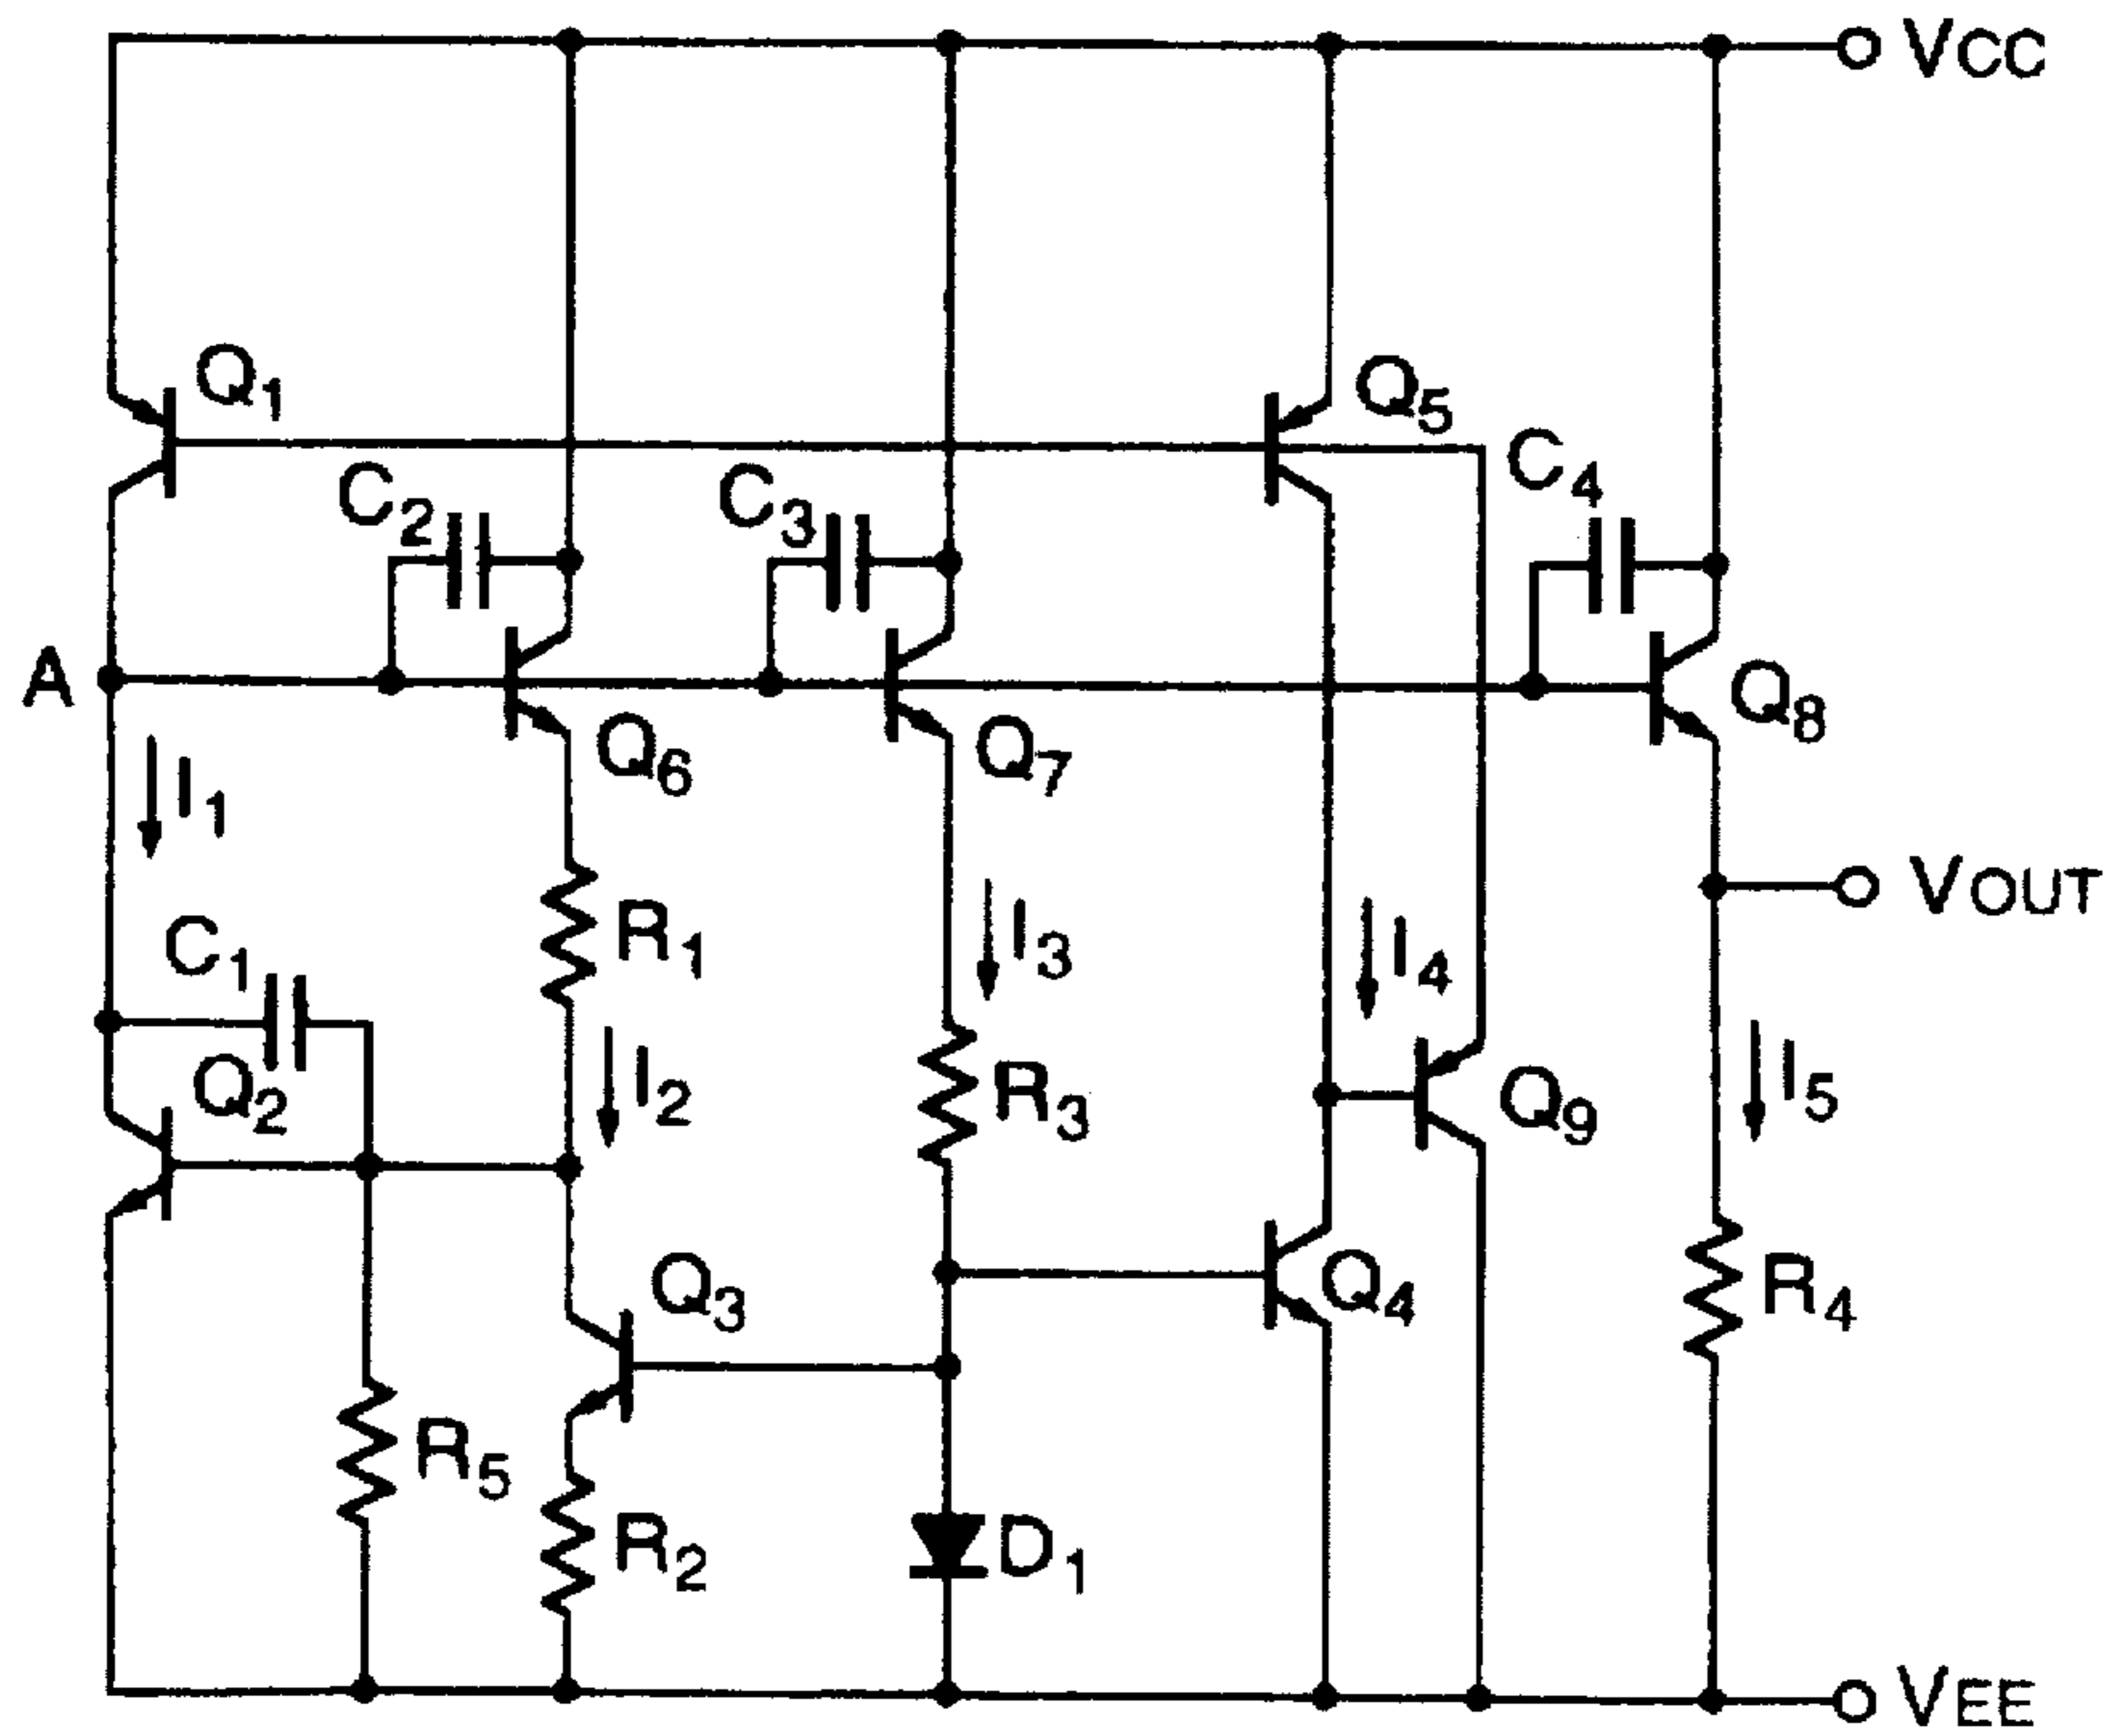 VCC
Q1
Q5
C2
C3
C4
A
Q6
Q7
Q8
I1
VOUT
C1
R1
I3
I4
Q2
I2
R3
Q9
I5
Q3
Q4
R4
R5
R2
D1
VEE